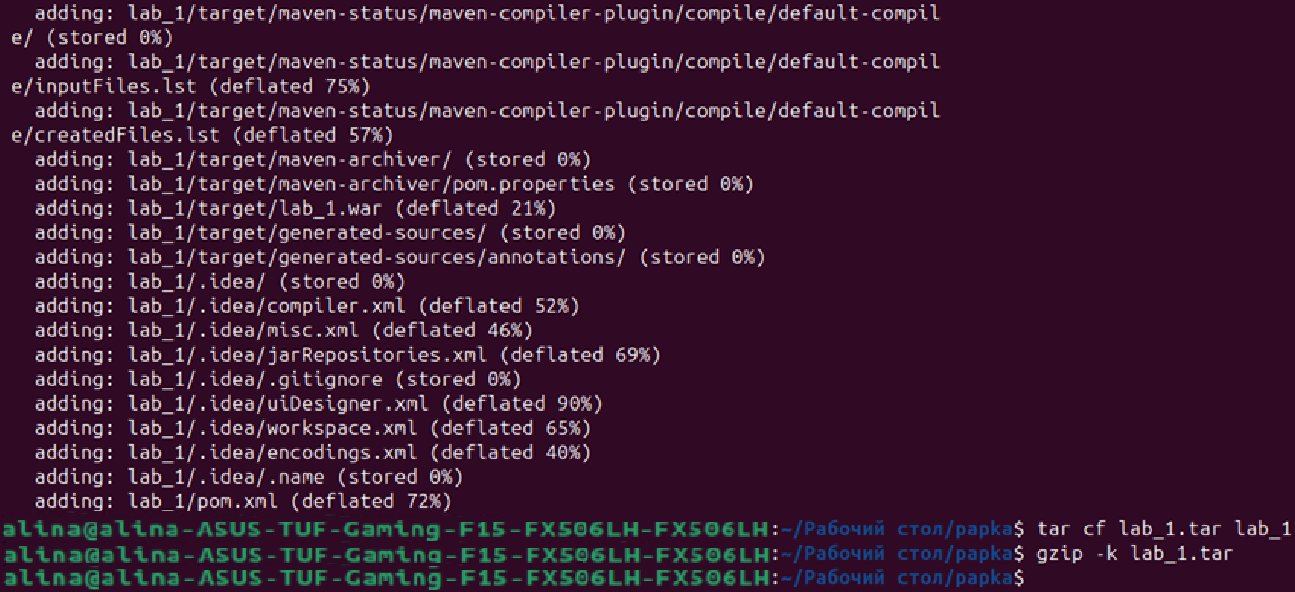 adding: lab_1/target/maven-status/maven-compiler-plugin/compile/default-compil
e/ (stored 0%)
adding: lab_1/target/maven-status/maven-compiler-plugin/compile/default-compil
e/inputFiles.lst (deflated 75%)
adding: lab_1/target/maven-status/maven-compiler-plugin/compile/default-compil
e/createdFiles.lst (deflated 57%)
adding: lab_1/target/maven-archiver/ (stored 0%)
adding: lab_1/target/maven-archiver/pom.properties (stored 0%)
adding: lab_1/target/lab_1.war (deflated 21%)
adding: lab_1/target/generated-sources/ (stored 0%)
adding: lab_1/target/generated-sources/annotations/ (stored 0%)
adding: lab_1/.idea/ (stored 0%)
adding: lab_1/.idea/compiler.xml (deflated 52%)
adding: lab_1/.idea/misc.xml (deflated 46%)
adding: lab_1/.idea/jarRepositories.xml (deflated 69%)
adding: lab_1/.idea/.gitignore (stored 0%)
adding: lab_1/.idea/uiDesigner.xml (deflated 90%)
adding: lab_1/.idea/workspace.xml (deflated 65%)
adding: lab_1/.idea/encodings.xml (deflated 40%)
adding: lab_1/.idea/.name (stored 0%)
adding: lab_1/pom.xml (deflated 72%)
alina@alina-ASUS-TUF-Gaming-F15-FX506LH-FX506LH:~/Рабочий стол/papka$ tar cf lab_1.tar lab_1
alina@alina-ASUS-TUF-Gaming-F15-FX506LH-FX506LH:~/Рабочий стол/papka$ gzip -k lab_1.tar
alina@alina-ASUS-TUF-Gaming-F15-FX506LH-FX506LH:~/Рабочий стол/papka$